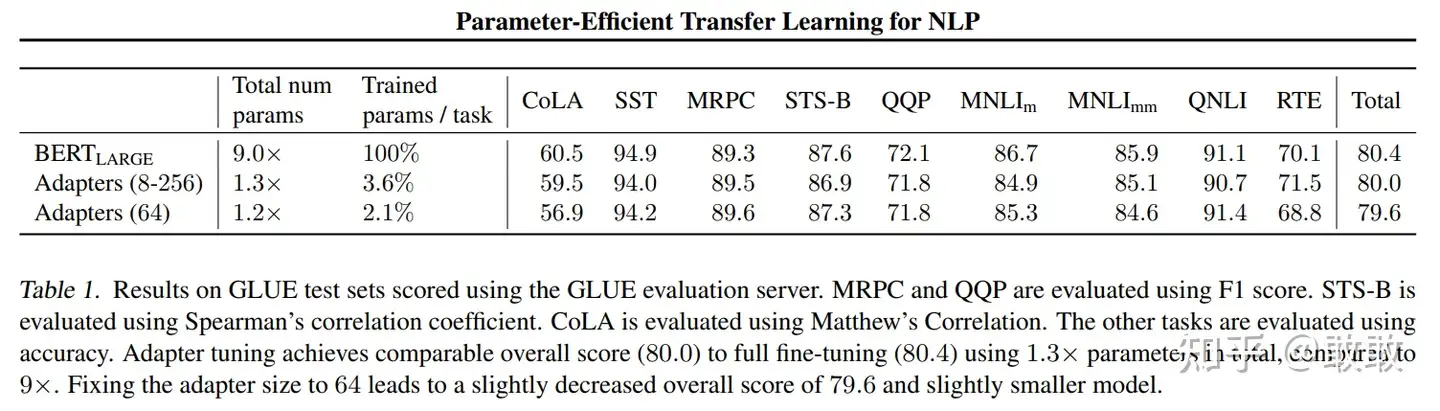 Parameter-Efficient Transfer Learning for NLP
Total num params Trained params / task CoLA SST MRPC STS-B QQP MNLIm MNLImm QNLI RTE Total
BERTLARGE 9.0× 100% 60.5 94.9 89.3 87.6 72.1 86.7 85.9 91.1 70.1 80.4
Adapters (8-256) 1.3× 3.6% 59.5 94.0 89.5 86.9 71.8 84.9 85.1 90.7 71.5 80.0
Adapters (64) 1.2× 2.1% 56.9 94.2 89.6 87.3 71.8 85.3 84.6 91.4 68.8 79.6
Table 1. Results on GLUE test sets scored using the GLUE evaluation server. MRPC and QQP are evaluated using F1 score. STS-B is
evaluated using Spearman's correlation coefficient. CoLA is evaluated using Matthew's Correlation. The other tasks are evaluated using
accuracy. Adapter tuning achieves comparable overall score (80.0) to full fine-tuning (80.4) using 1.3× parameters in total, compared to
9×. Fixing the adapter size to 64 leads to a slightly decreased overall score of 79.6 and slightly smaller model.
知乎 @敢敢